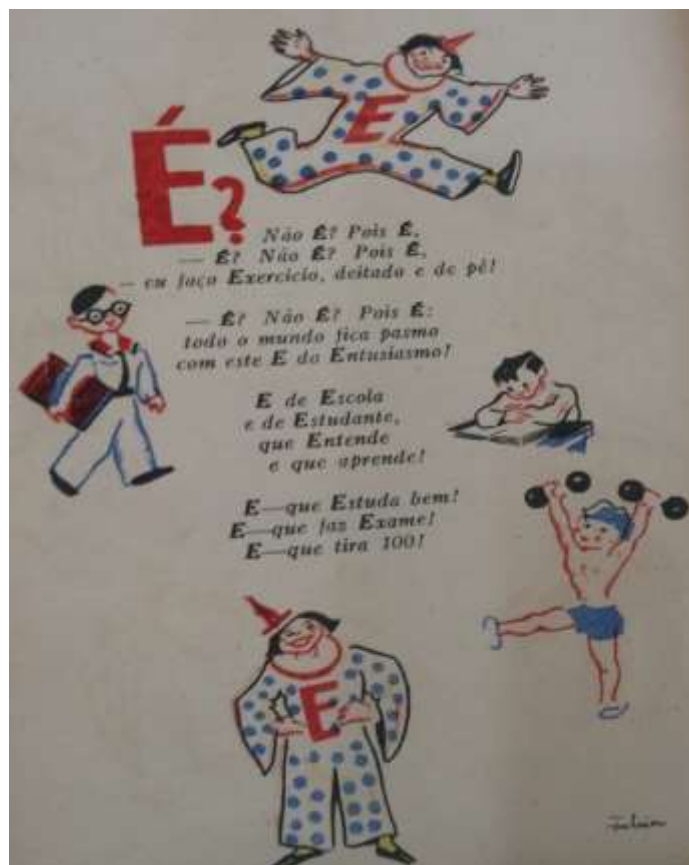 E
É?
Não É? Pois É,
— É? Não É? Pois É,
— eu faço Exercício, deitado e de pé!
— É? Não É? Pois É:
todo o mundo fica pasmo
com este E do Entusiasmo!
E de Escola
e de Estudante,
que Entende
e que aprende!
E—que Estuda bem!
E—que faz Exame!
E—que tira 100!
E